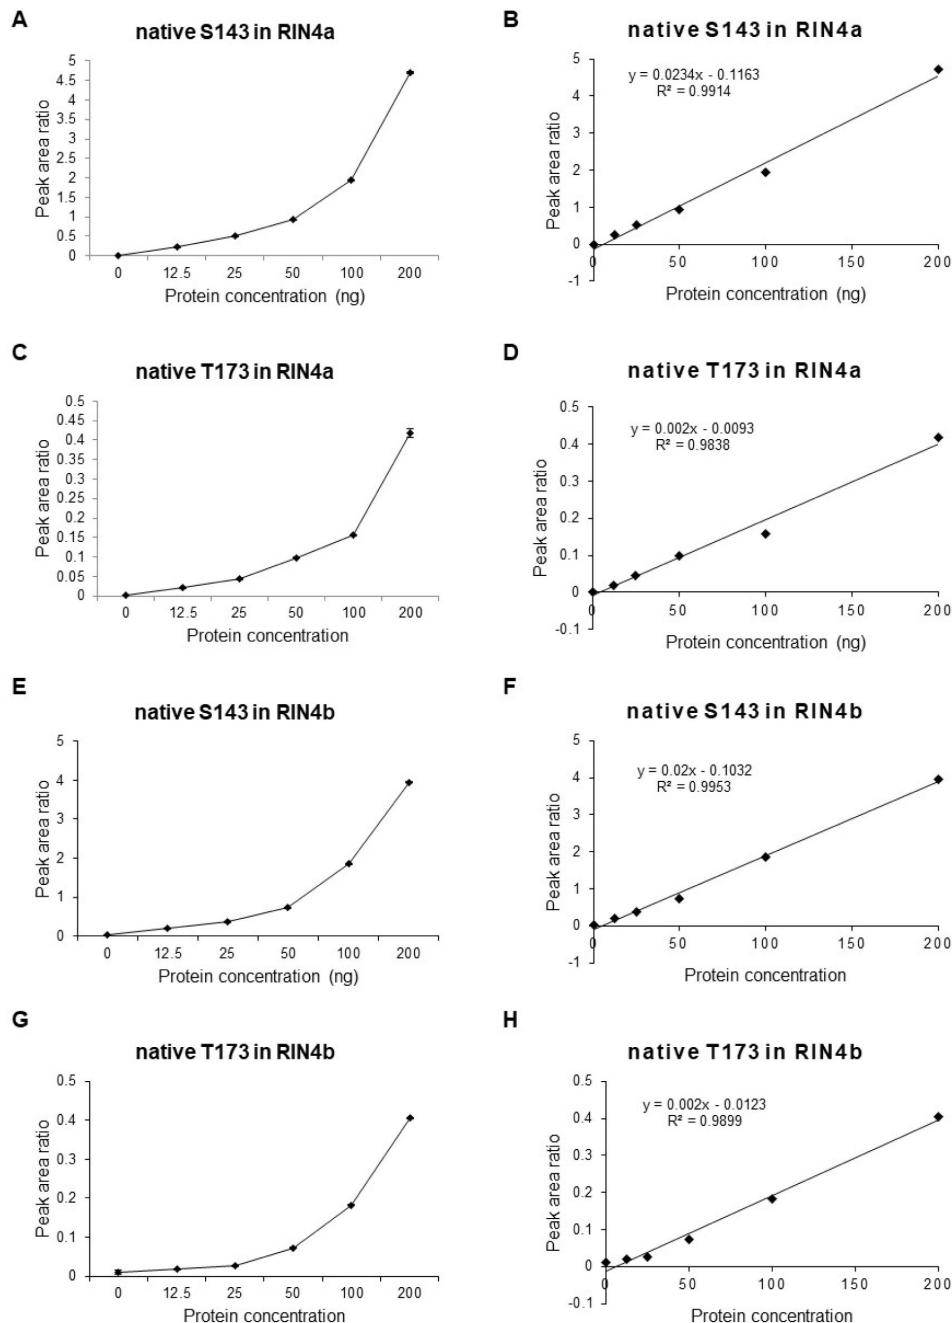 A
native S143 in RIN4a
Peak area ratio
5
4.5
4
3.5
3
2.5
2
1.5
1
0.5
0
0 12.5 25 50 100 200
Protein concentration (ng)
B
native S143 in RIN4a
y = 0.0234x - 0.1163
R² = 0.9914
Peak area ratio
5
4
3
2
1
0
-1
0 50 100 150 200
Protein concentration (ng)
C
native T173 in RIN4a
Peak area ratio
0.5
0.45
0.4
0.35
0.3
0.25
0.2
0.15
0.1
0.05
0
0 12.5 25 50 100 200
Protein concentration
D
native T173 in RIN4a
y = 0.002x - 0.0093
R² = 0.9838
Peak area ratio
0.5
0.4
0.3
0.2
0.1
0
-0.1
0 50 100 150 200
Protein concentration (ng)
E
native S143 in RIN4b
Peak area ratio
5
4
3
2
1
0
0 12.5 25 50 100 200
Protein concentration (ng)
F
native S143 in RIN4b
y = 0.02x - 0.1032
R² = 0.9953
Peak area ratio
5
4
3
2
1
0
-1
0 50 100 150 200
Protein concentration
G
native T173 in RIN4b
Peak area ratio
0.5
0.4
0.3
0.2
0.1
0
0 12.5 25 50 100 200
Protein concentration
H
native T173 in RIN4b
y = 0.002x - 0.0123
R² = 0.9899
Peak area ratio
0.5
0.4
0.3
0.2
0.1
0
-0.1
0 50 100 150 200
Protein concentration